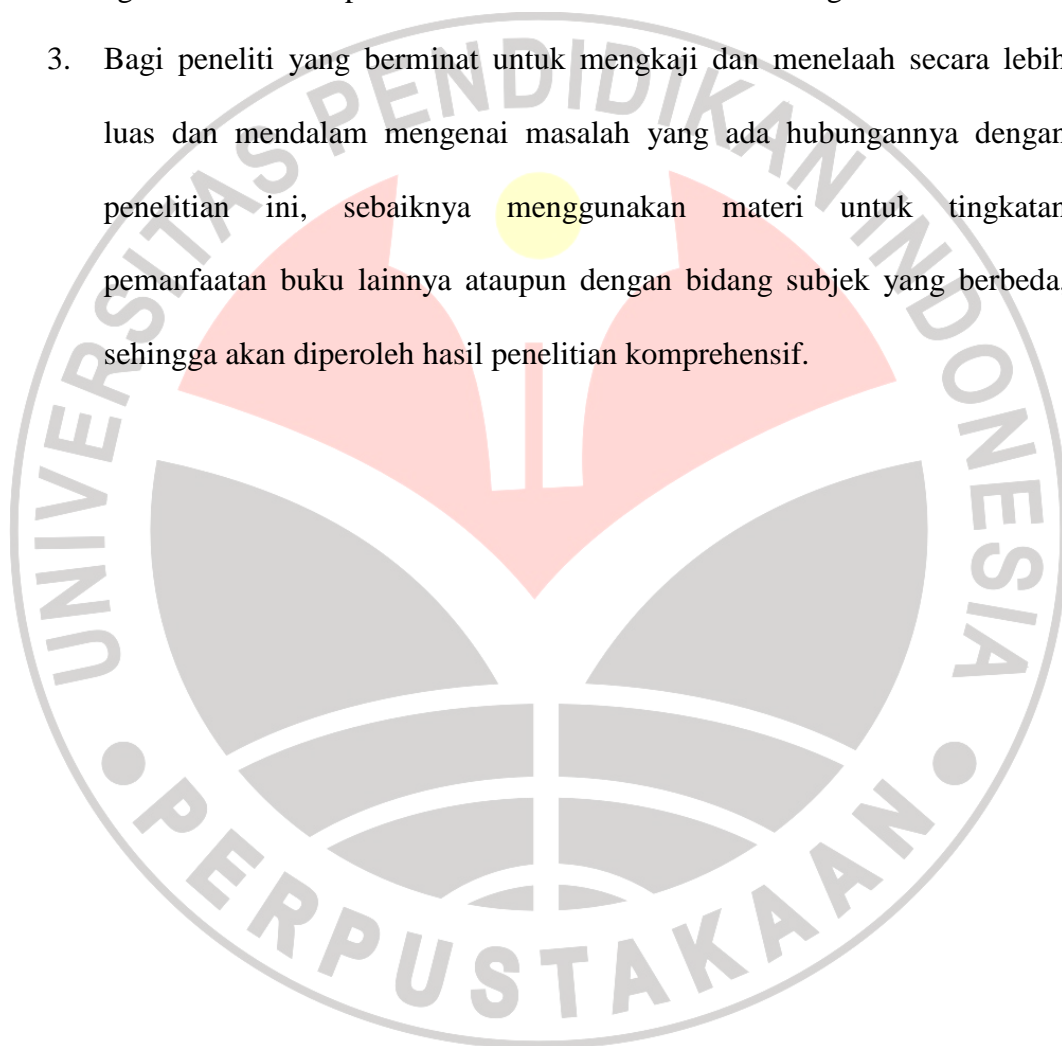 3. Bagi peneliti yang berminat untuk mengkaji dan menelaah secara lebih
luas dan mendalam mengenai masalah yang ada hubungannya dengan
penelitian ini, sebaiknya menggunakan materi untuk tingkatan
pemanfaatan buku lainnya ataupun dengan bidang subjek yang berbeda,
sehingga akan diperoleh hasil penelitian komprehensif.
UNIVERSITAS PENDIDIKAN INDONESIA
PERPUSTAKAAN